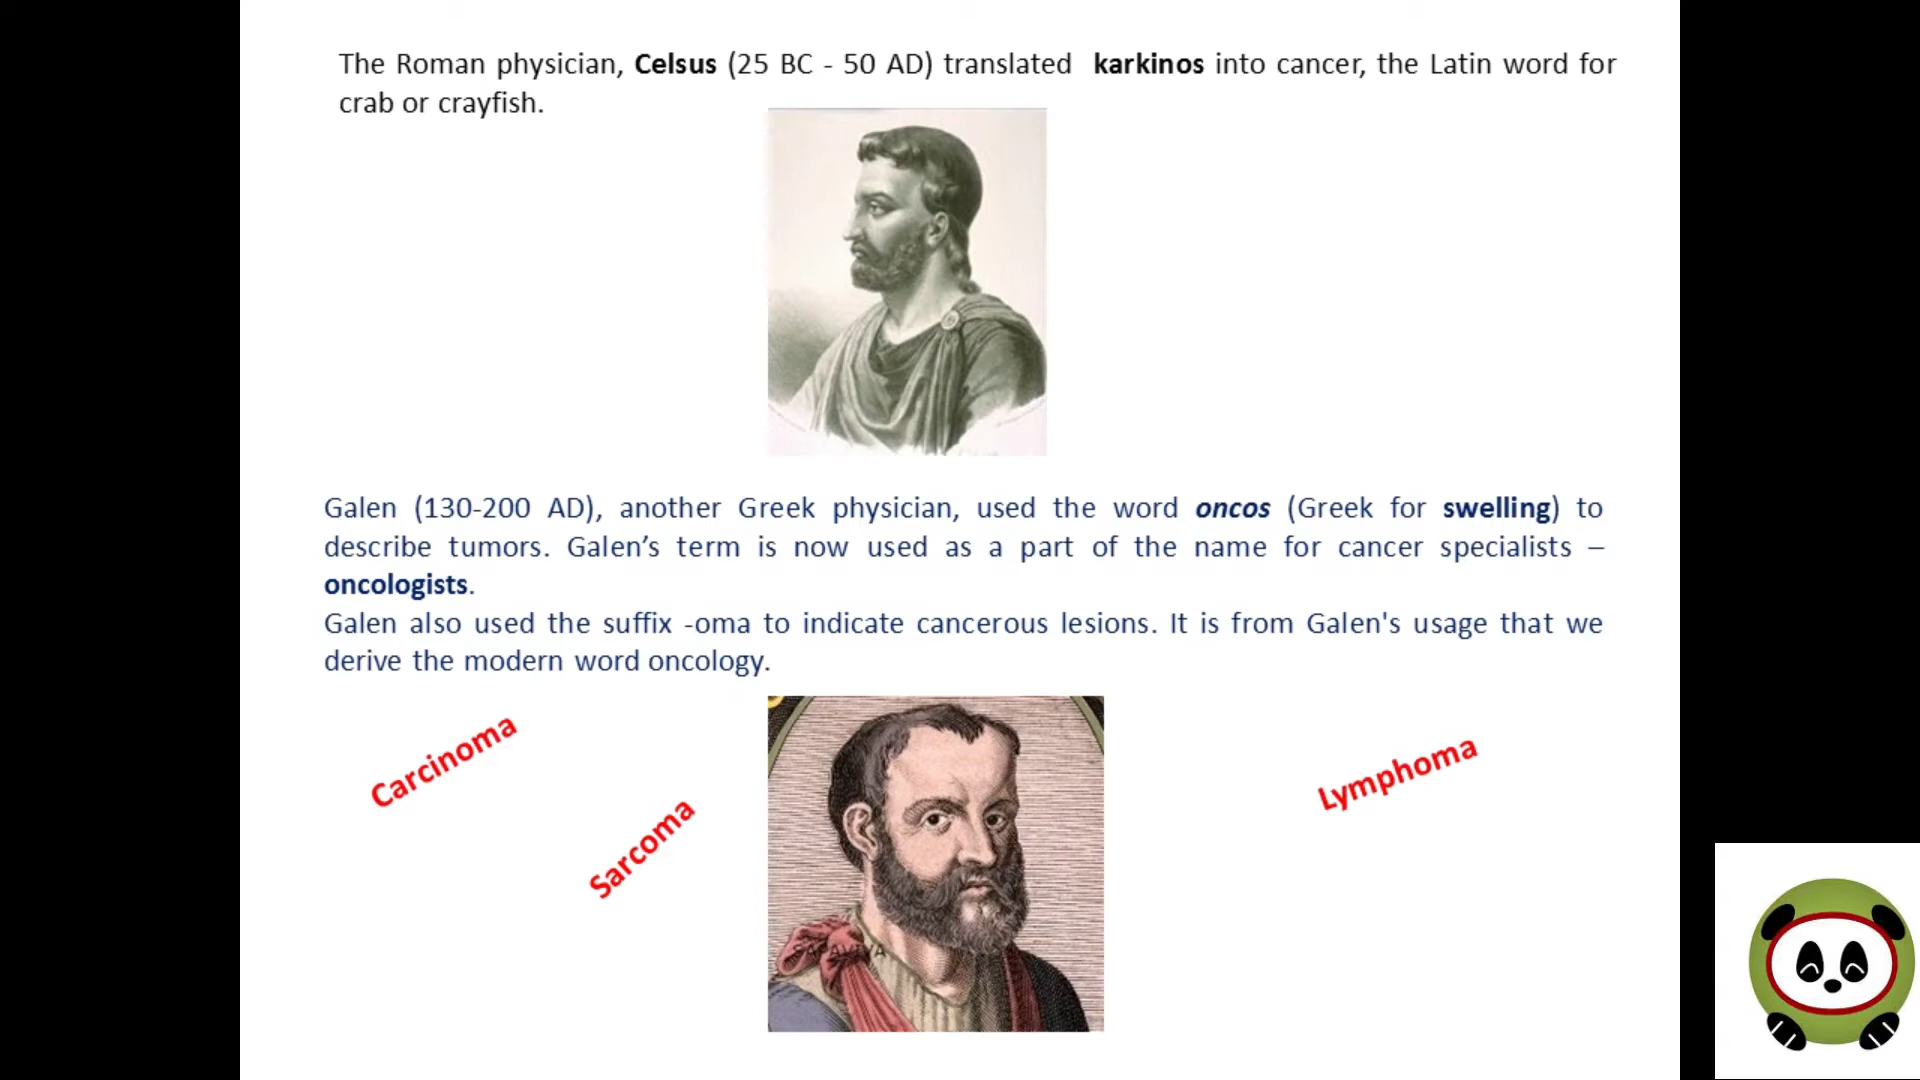 The Roman physician, Celsus (25 BC - 50 AD) translated karkinos into cancer, the Latin word for
crab or crayfish.
Galen (130-200 AD), another Greek physician, used the word oncos (Greek for swelling) to
describe tumors. Galen’s term is now used as a part of the name for cancer specialists –
oncologists.
Galen also used the suffix -oma to indicate cancerous lesions. It is from Galen's usage that we
derive the modern word oncology.
Carcinoma
Sarcoma
Lymphoma